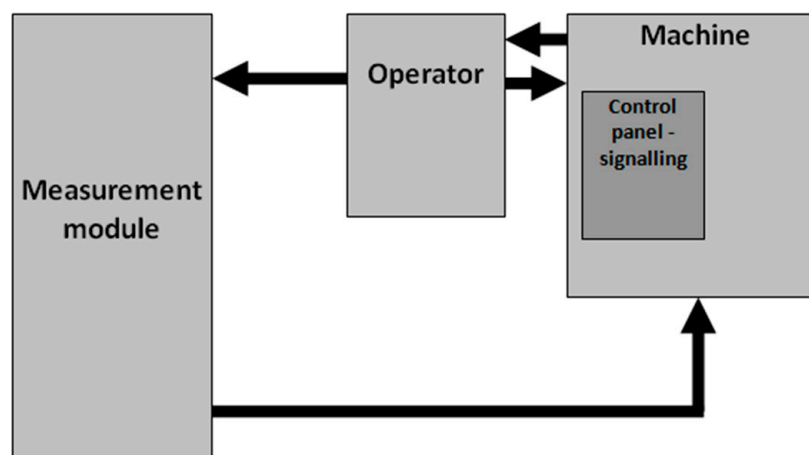 Measurement
module
Operator
Machine
Control
panel -
signalling